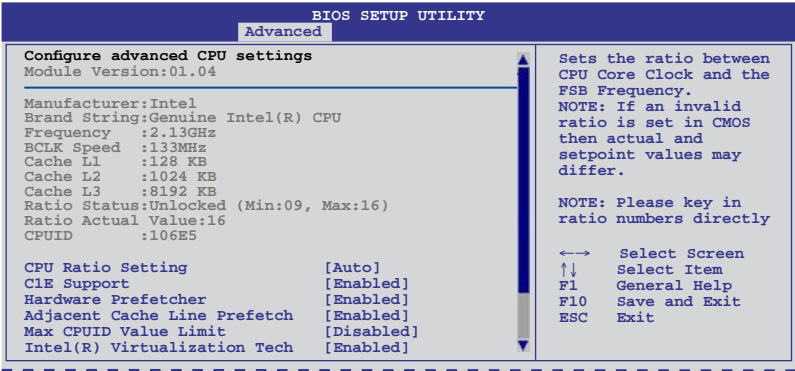 BIOS SETUP UTILITY
Advanced
Configure advanced CPU settings
Module Version:01.04
Manufacturer:Intel
Brand String:Genuine Intel(R) CPU
Frequency :2.13GHz
BCLK Speed :133MHz
Cache L1 :128 KB
Cache L2 :1024 KB
Cache L3 :8192 KB
Ratio Status:Unlocked (Min:09, Max:16)
Ratio Actual Value:16
CPUID :106E5
CPU Ratio Setting [Auto]
C1E Support [Enabled]
Hardware Prefetcher [Enabled]
Adjacent Cache Line Prefetch [Enabled]
Max CPUID Value Limit [Disabled]
Intel(R) Virtualization Tech [Enabled]
Sets the ratio between
CPU Core Clock and the
FSB Frequency.
NOTE: If an invalid
ratio is set in CMOS
then actual and
setpoint values may
differ.
NOTE: Please key in
ratio numbers directly
←→ Select Screen
↑↓ Select Item
F1 General Help
F10 Save and Exit
ESC Exit